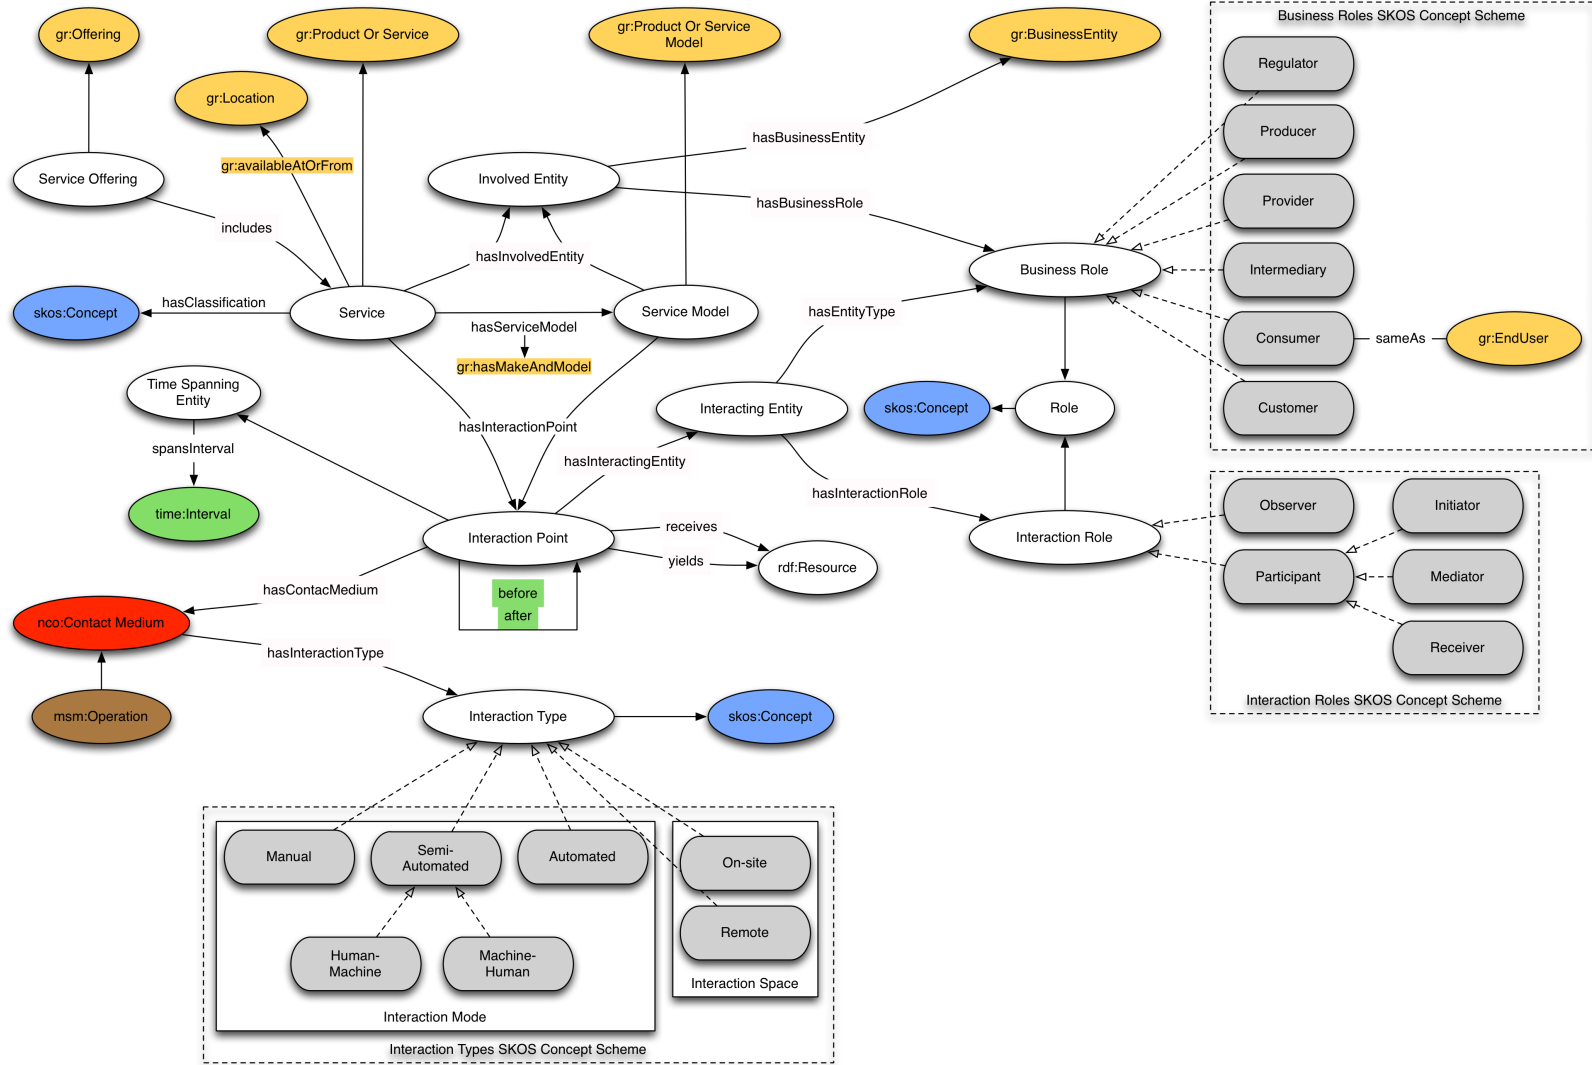 Business Roles SKOS Concept Scheme
gr:Offering
gr:Product Or Service
gr:Product Or Service
Model
gr:BusinessEntity
Regulator
gr:Location
Producer
hasBusinessEntity
gr:availableAtOrFrom
Service Offering
Involved Entity
hasBusinessRole
Provider
includes
hasInvolvedEntity
Business Role
Intermediary
skos:Concept
hasClassification
Service
hasServiceModel
gr:hasMakeAndModel
Service Model
hasEntityType
Consumer
sameAs
gr:EndUser
Time Spanning
Entity
Interacting Entity
skos:Concept
Role
Customer
spansInterval
hasInteractionPoint
hasInteractingEntity
hasInteractionRole
time:Interval
Interaction Point
receives
yields
rdf:Resource
Interaction Role
Observer
Initiator
Participant
Mediator
Receiver
Interaction Roles SKOS Concept Scheme
hasContacMedium
before
after
nco:Contact Medium
hasInteractionType
msm:Operation
Interaction Type
skos:Concept
Manual
Semi-
Automated
Automated
On-site
Remote
Human-
Machine
Machine-
Human
Interaction Space
Interaction Mode
Interaction Types SKOS Concept Scheme